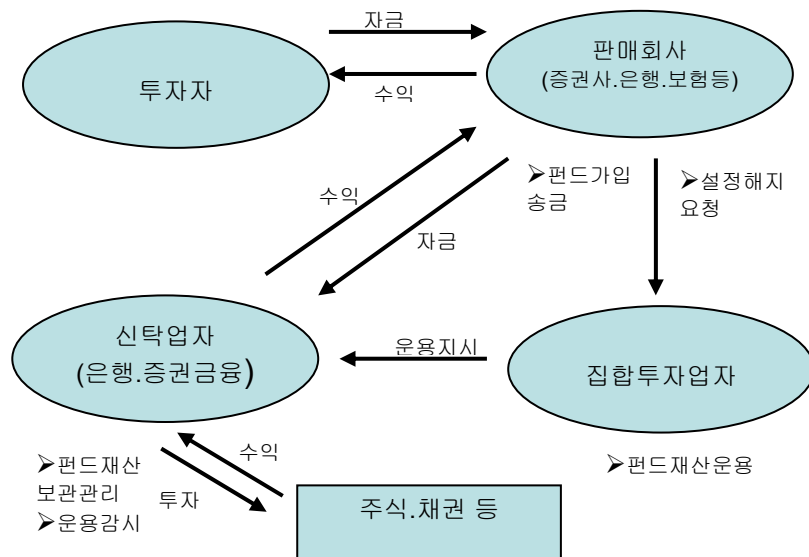 자금
판매회사
(증권사.은행.보험등)
투자자
수익
수익
➢펀드가입
송금
➢설정해지
요청
자금
신탁업자
(은행.증권금융)
운용지시
집합투자업자
수익
➢펀드재산
보관관리
➢운용감시
투자
➢펀드재산운용
주식.채권 등